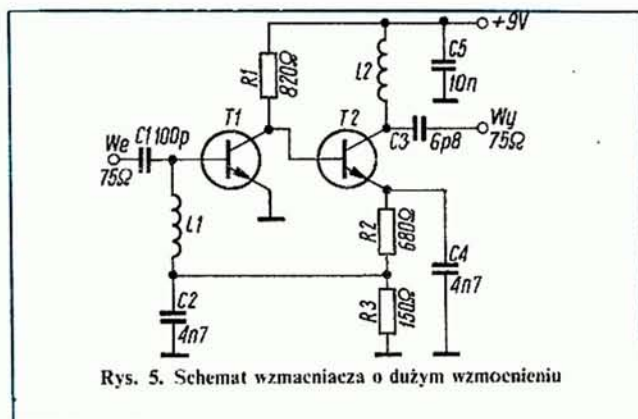 +9V
R1
820Ω
L2
C5
10n
T1
T2
We
C1 100p
75Ω
C3
6p8
Wy
75Ω
L1
R2
680Ω
C4
4n7
C2
4n7
R3
150Ω
Rys. 5. Schemat wzmacniacza o dużym wzmocnieniu